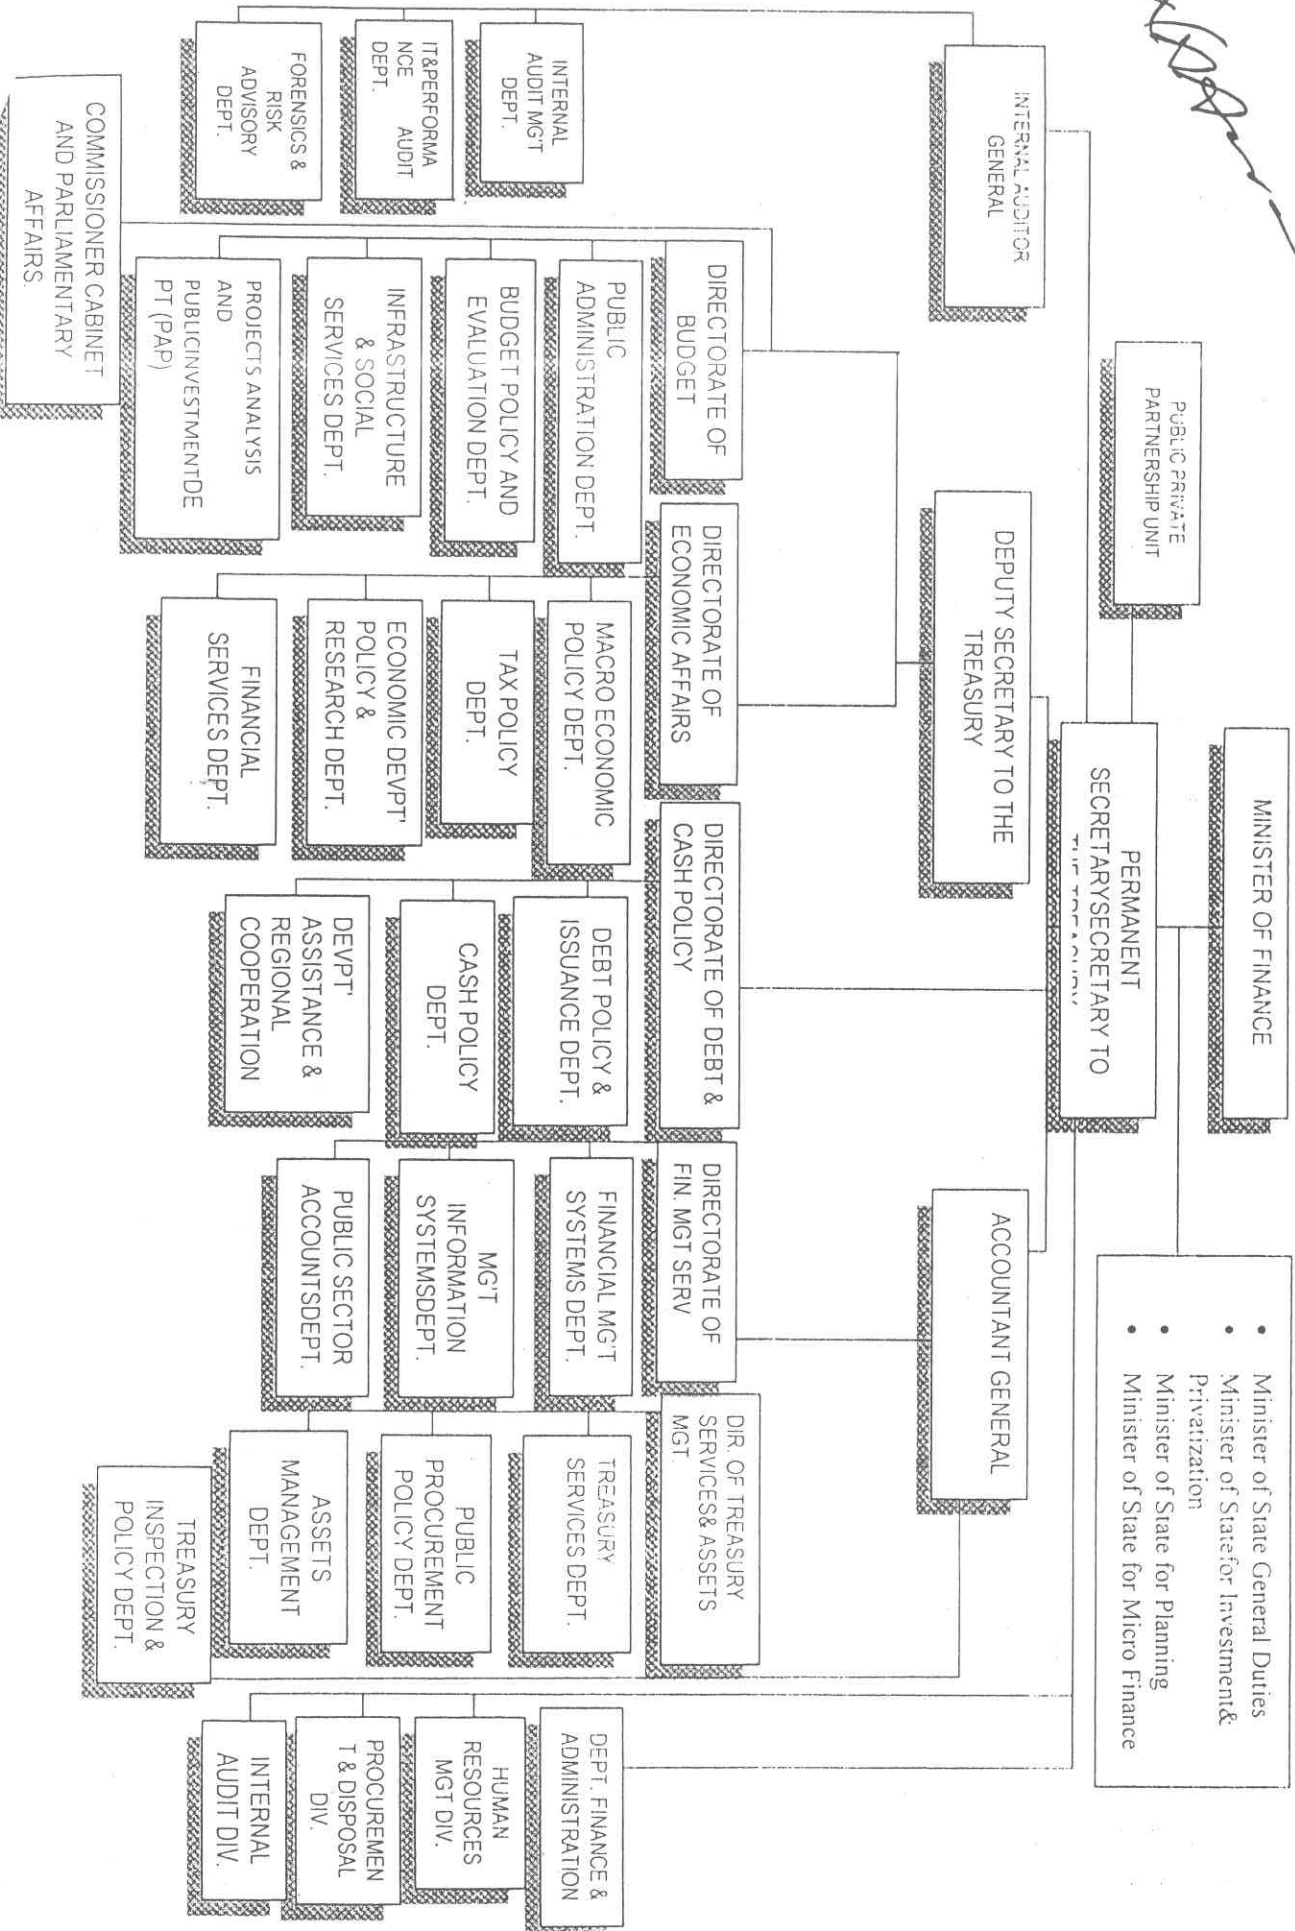 MINISTER OF FINANCE
• Minister of State General Duties
• Minister of State for Investment&
Privatization
• Minister of State for Planning
• Minister of State for Micro Finance
PUBLIC PRIVATE
PARTNERSHIP UNIT
PERMANENT
SECRETARYSECRETARY TO
THE TREASURY
INTERNAL AUDITOR
GENERAL
DEPUTY SECRETARY TO THE
TREASURY
ACCOUNTANT GENERAL
DIRECTORATE OF
BUDGET
DIRECTORATE OF
ECONOMIC AFFAIRS
DIRECTORATE OF DEBT &
CASH POLICY
DIRECTORATE OF
FIN. MGT SERV
DIR. OF TREASURY
SERVICES& ASSETS
MGT.
DEPT. FINANCE &
ADMINISTRATION
INTERNAL
AUDIT MG'T
DEPT.
IT&PERFORMA
NCE AUDIT
DEPT.
FORENSICS &
RISK
ADVISORY
DEPT.
COMMISSIONER CABINET
AND PARLIAMENTARY
AFFAIRS
PUBLIC
ADMINISTRATION DEPT.
BUDGET POLICY AND
EVALUATION DEPT.
INFRASTRUCTURE
& SOCIAL
SERVICES DEPT.
PROJECTS ANALYSIS
AND
PUBLICINVESTMENTDE
PT (PAP)
MACRO ECONOMIC
POLICY DEPT.
TAX POLICY
DEPT.
ECONOMIC DEVPT'
POLICY &
RESEARCH DEPT.
FINANCIAL
SERVICES DEPT.
DEBT POLICY &
ISSUANCE DEPT.
CASH POLICY
DEPT.
DEVPT'
ASSISTANCE &
REGIONAL
COOPERATION
FINANCIAL MG'T
SYSTEMS DEPT.
MG'T
INFORMATION
SYSTEMSDEPT.
PUBLIC SECTOR
ACCOUNTSDEPT.
TREASURY
SERVICES DEPT.
PUBLIC
PROCUREMENT
POLICY DEPT.
ASSETS
MANAGEMENT
DEPT.
TREASURY
INSPECTION &
POLICY DEPT.
HUMAN
RESOURCES
MGT DIV.
PROCUREMEN
T & DISPOSAL
DIV.
INTERNAL
AUDIT DIV.